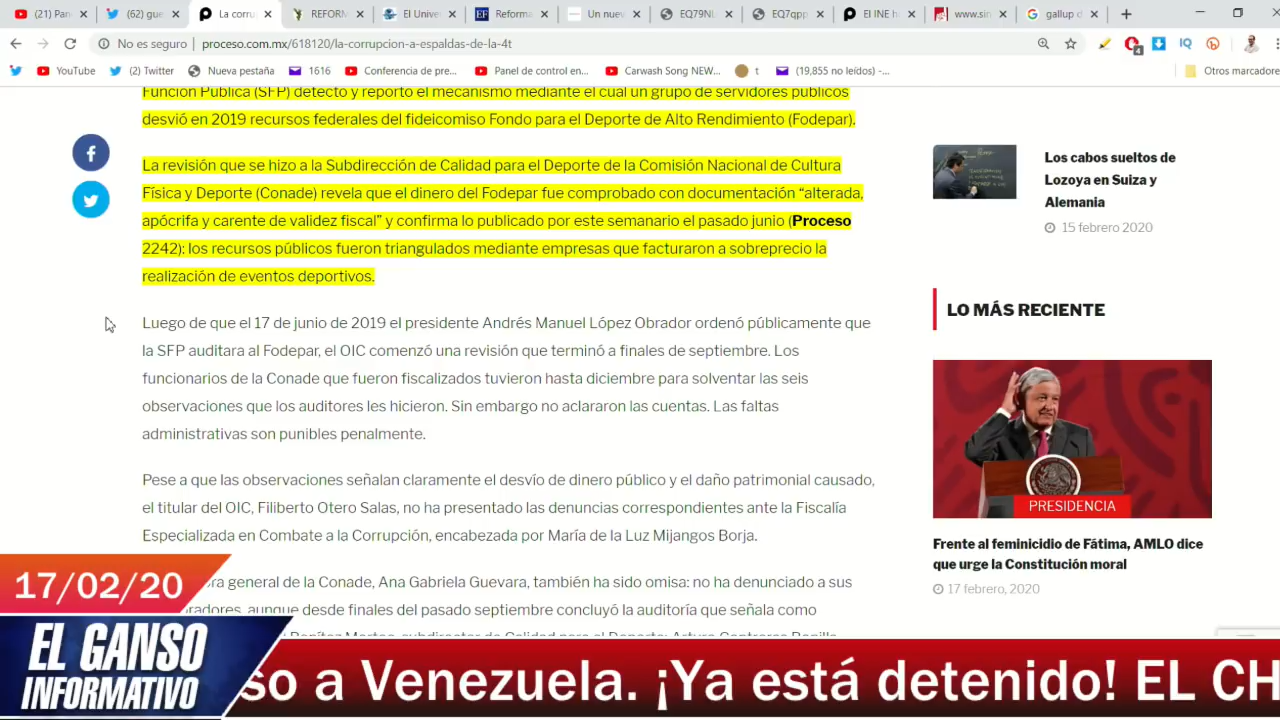 (21) Pan
(62) gue
La corrup
REFORM
El Unive
Reforma
Un nuev
EQ79NL
EQ7qpp
El INE h
www.sin
gallup d
No es seguro | proceso.com.mx/618120/la-corrupcion-a-espaldas-de-la-4t
4
YouTube
(2) Twitter
Nueva pestaña
1616
Conferencia de pre...
Panel de control en...
Carwash Song NEW...
t
(19,855 no leídos) -...
Otros marcadore
Función Pública (SFP) detectó y reportó el mecanismo mediante el cual un grupo de servidores públicos
desvió en 2019 recursos federales del fideicomiso Fondo para el Deporte de Alto Rendimiento (Fodepar).
La revisión que se hizo a la Subdirección de Calidad para el Deporte de la Comisión Nacional de Cultura
Física y Deporte (Conade) revela que el dinero del Fodepar fue comprobado con documentación “alterada,
apócrifa y carente de validez fiscal” y confirma lo publicado por este semanario el pasado junio (Proceso
2242): los recursos públicos fueron triangulados mediante empresas que facturaron a sobreprecio la
realización de eventos deportivos.
Luego de que el 17 de junio de 2019 el presidente Andrés Manuel López Obrador ordenó públicamente que
la SFP auditara al Fodepar, el OIC comenzó una revisión que terminó a finales de septiembre. Los
funcionarios de la Conade que fueron fiscalizados tuvieron hasta diciembre para solventar las seis
observaciones que los auditores les hicieron. Sin embargo no aclararon las cuentas. Las faltas
administrativas son punibles penalmente.
Pese a que las observaciones señalan claramente el desvío de dinero público y el daño patrimonial causado,
el titular del OIC, Filiberto Otero Salas, no ha presentado las denuncias correspondientes ante la Fiscalía
Especializada en Combate a la Corrupción, encabezada por María de la Luz Mijangos Borja.
ora general de la Conade, Ana Gabriela Guevara, también ha sido omisa: no ha denunciado a sus
oradores, aunque desde finales del pasado septiembre concluyó la auditoría que señala como
Benítez Mertes, subdirector de Calidad para el Deporte; Arturo Contreras Bonilla
Los cabos sueltos de
Lozoya en Suiza y
Alemania
15 febrero 2020
LO MÁS RECIENTE
PRESIDENCIA
Frente al feminicidio de Fátima, AMLO dice
que urge la Constitución moral
17 febrero, 2020
17/02/20
EL GANSO
INFORMATIVO
so a Venezuela. ¡Ya está detenido! EL CH